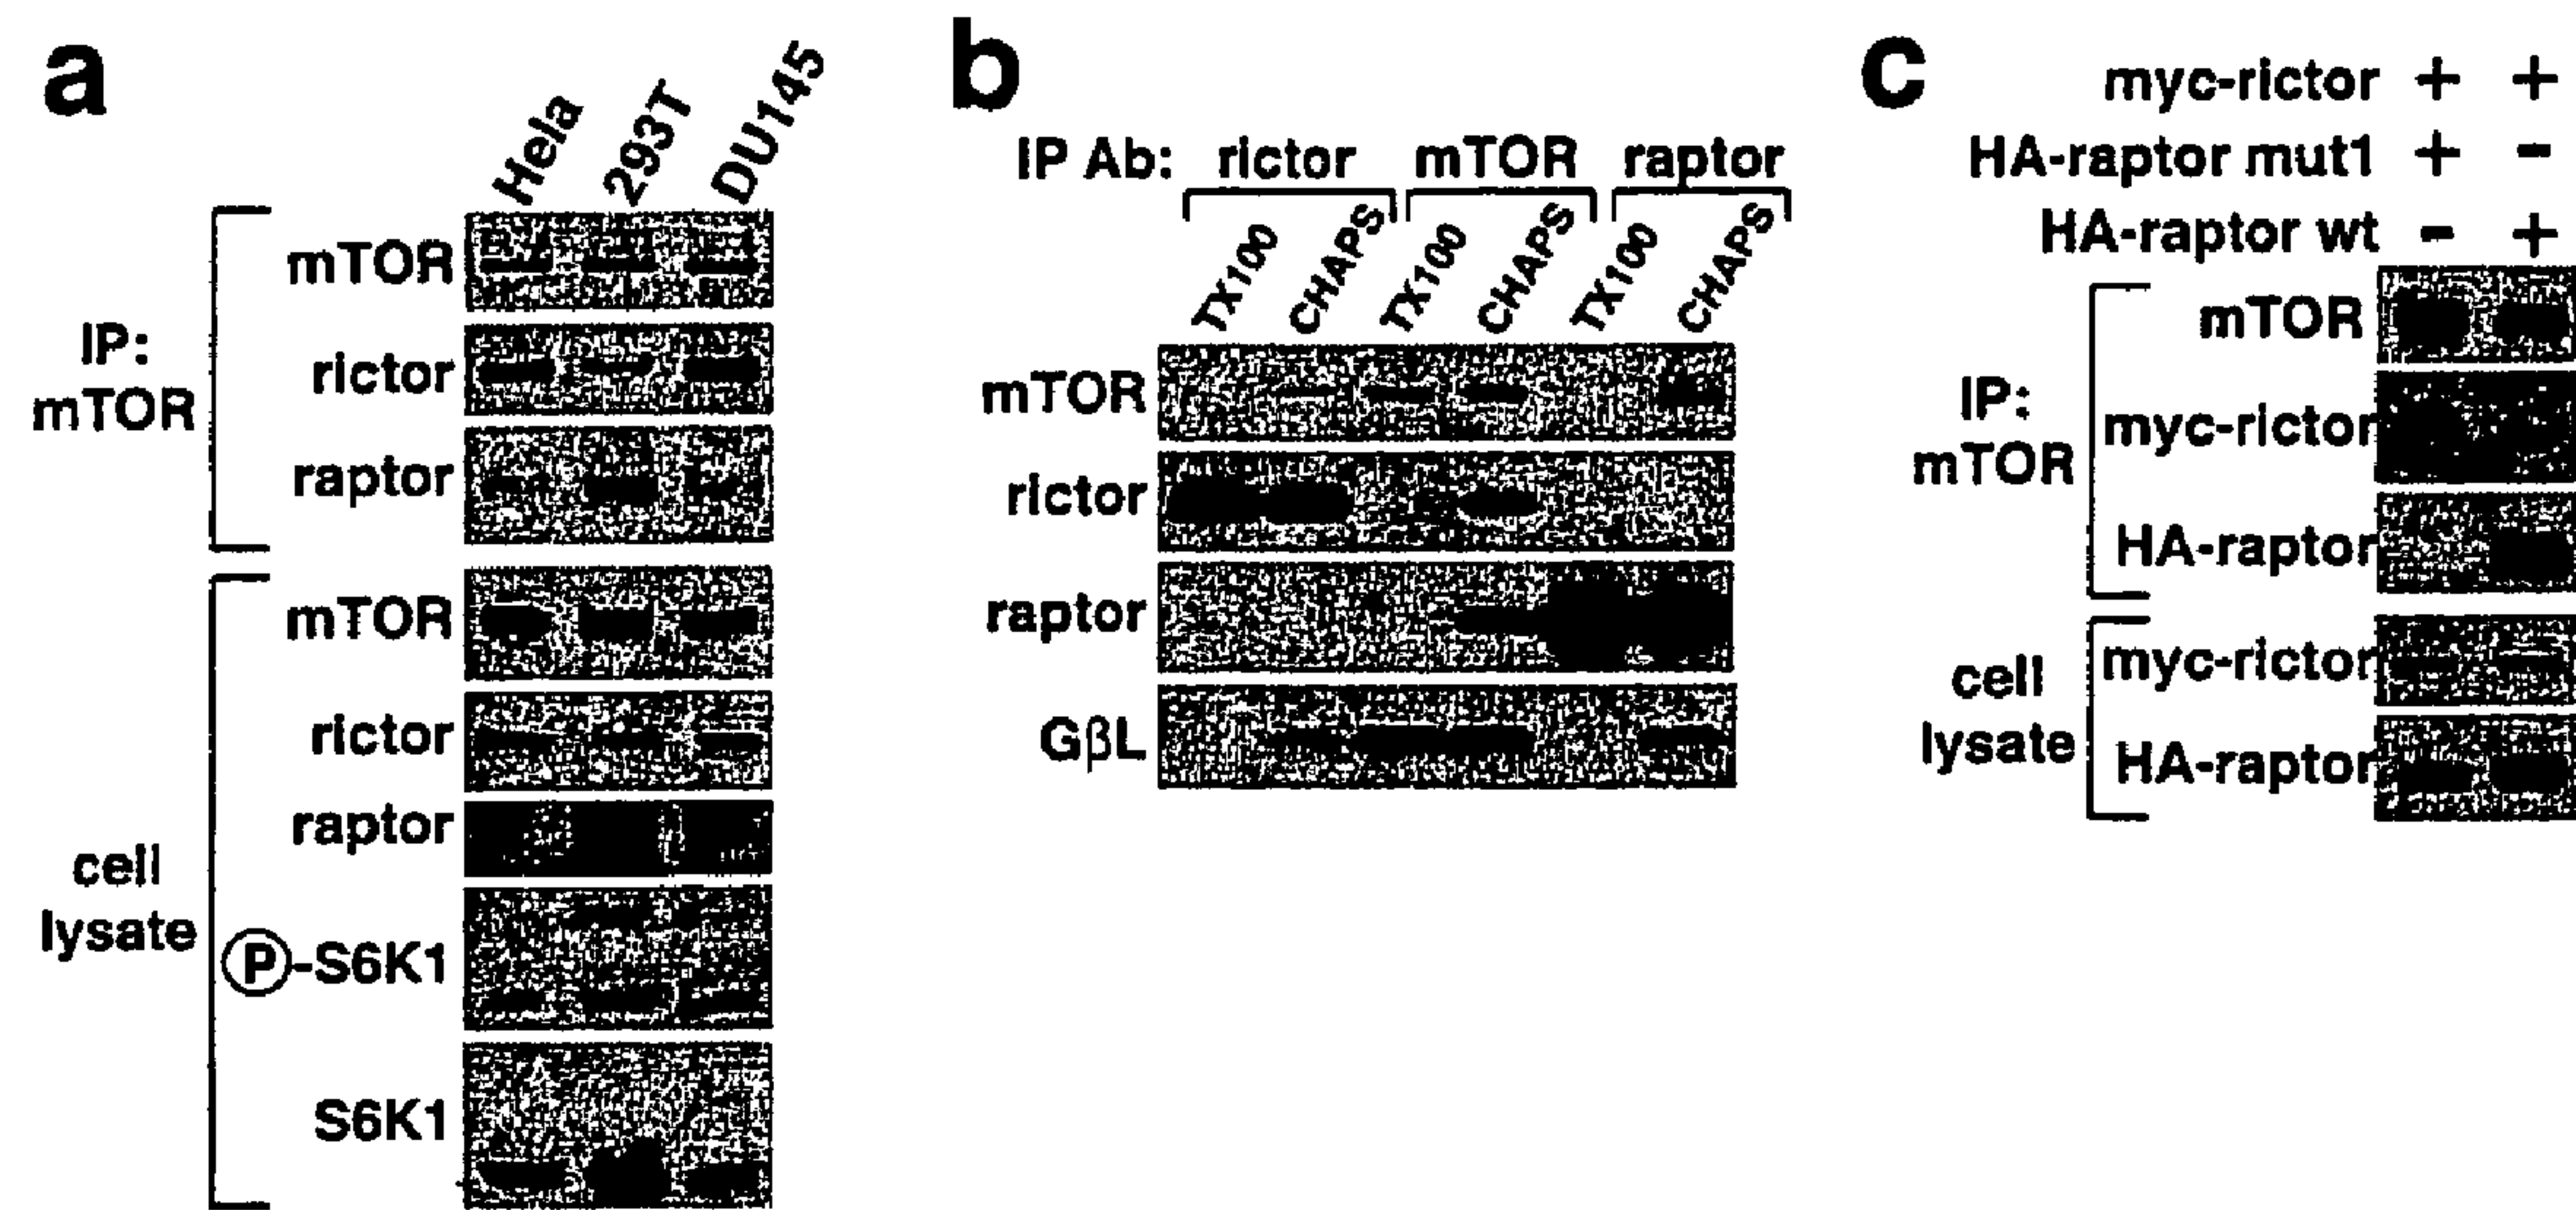 a
Hela 293T DU145
IP:
mTOR
mTOR
rictor
raptor
cell
lysate
mTOR
rictor
raptor
P-S6K1
S6K1
b
IP Ab: rictor mTOR raptor
TX100 CHAPS TX100 CHAPS TX100 CHAPS
mTOR
rictor
raptor
GβL
c
myc-rictor + +
HA-raptor mut1 + -
HA-raptor wt - +
IP:
mTOR
mTOR
myc-rictor
HA-raptor
cell
lysate
myc-rictor
HA-raptor